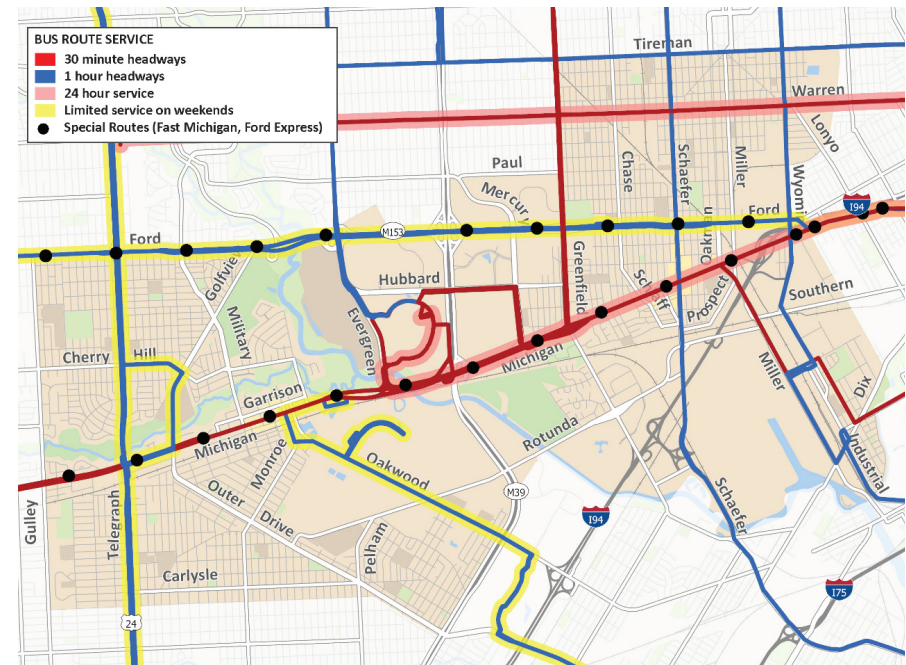 BUS ROUTE SERVICE
30 minute headways
1 hour headways
24 hour service
Limited service on weekends
Special Routes (Fast Michigan, Ford Express)
Tireman
Warren
Lonyo
Paul
Mercury
Chase
Schaefer
Miller
Wyoming
I94
Ford
M153
Ford
Golfview
Oakman
Greenfield
Hubbard
Schlaff
Prospect
Southern
Evergreen
Military
Cherry Hill
Michigan
Garrison
Miller
Dix
Michigan
Monroe
Rotunda
Oakwood
Industrial
M39
I94
Schaefer
Gulley
Telegraph
Outer Drive
Pelham
Carlysle
I75
24